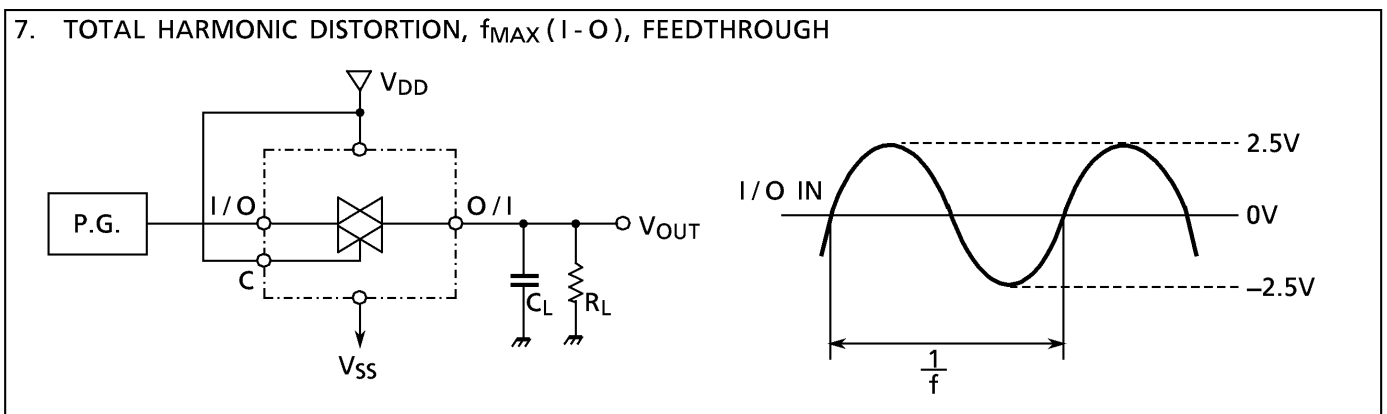 7. TOTAL HARMONIC DISTORTION, fMAX (I - O), FEEDTHROUGH
VDD
2.5V
I / O
O / I
I / O IN
P.G.
VOUT
0V
C
CL
RL
–2.5V
VSS
1
f